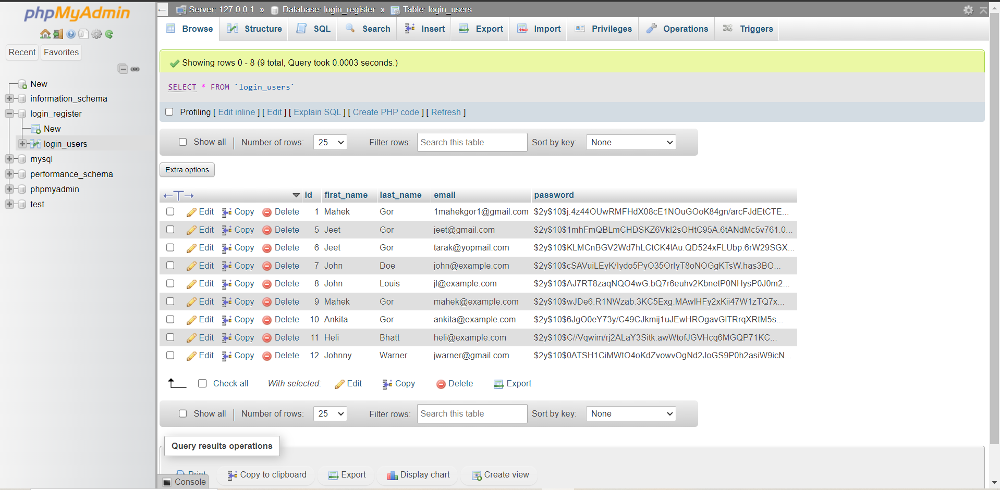 phpMyAdmin
Recent Favorites
New
information_schema
login_register
New
login_users
mysql
performance_schema
phpmyadmin
test
Server: 127.0.0.1 » Database: login_register » Table: login_users
Browse Structure SQL Search Insert Export Import Privileges Operations Triggers
Showing rows 0 - 8 (9 total, Query took 0.0003 seconds.)
SELECT * FROM `login_users`
Profiling [ Edit inline ] [ Edit ] [ Explain SQL ] [ Create PHP code ] [ Refresh ]
Show all Number of rows: 25 Filter rows: Search this table Sort by key: None
Extra options
←T→ id first_name last_name email password
Edit Copy Delete 1 Mahek Gor 1mahekgor1@gmail.com $2y$10$j.4z44OUwRMFHdX08cE1NOuGOoK84gn/arcFJdEtCTE...
Edit Copy Delete 5 Jeet Gor jeet@gmail.com $2y$10$1mhFmQBLmCHDSKZ6VkI2sOHtC95A.6tANdMc5v761.0...
Edit Copy Delete 6 Jeet Gor tarak@yopmail.com $2y$10$KLMCnBGV2Wd7hLCtCK4lAu.QD524xFLUbp.6rW29SGX...
Edit Copy Delete 7 John Doe john@example.com $2y$10$cSAVuiLEyK/Iydo5PyO35OrIyT8oNOGgKTsW.has3BO...
Edit Copy Delete 8 John Louis jl@example.com $2y$10$AJ7RT8zaqNQO4wG.bQ7r6euhv2KbnetP0NHysP0J0m2...
Edit Copy Delete 9 Mahek Gor mahek@example.com $2y$10$wJDe6.R1NWzab.3KC5Exg.MAwlHFy2xKii47W1zTQ7x...
Edit Copy Delete 10 Ankita Gor ankita@example.com $2y$10$6JgO0eY73y/C49CJkmij1uJEwHROgavGlTRrqXRtM5s...
Edit Copy Delete 11 Heli Bhatt heli@example.com $2y$10$C//Vqwim/rj2ALaY3Sitk.awWtofJGVHcq6MGQP71KC...
Edit Copy Delete 12 Johnny Warner jwarner@gmail.com $2y$10$0ATSH1CiMWtO4oKdZvowvOgNd2JoGS9P0h2asiW9icN...
Check all With selected: Edit Copy Delete Export
Show all Number of rows: 25 Filter rows: Search this table Sort by key: None
Query results operations
Print Copy to clipboard Export Display chart Create view
Console